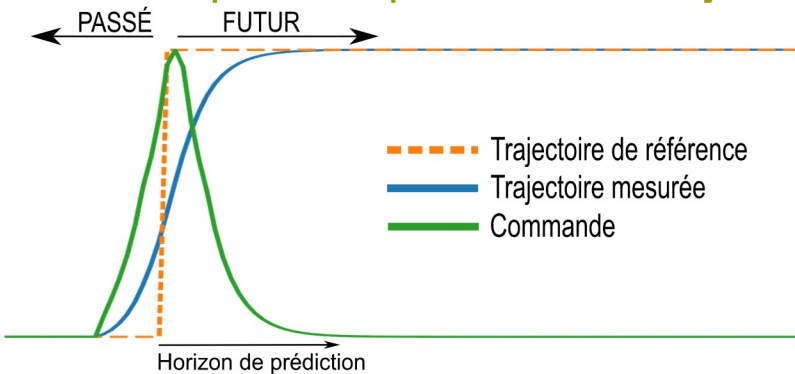 PASSÉ FUTUR
Trajectoire de référence
Trajectoire mesurée
Commande
Horizon de prédiction